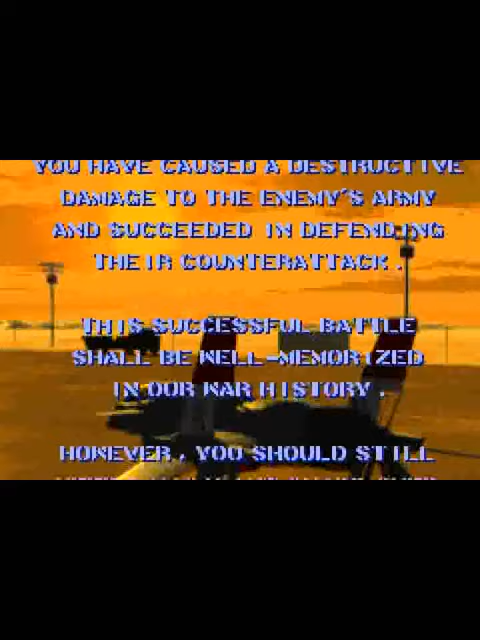 YOU HAVE CAUSED A DESTRUCTIVE
DAMAGE TO THE ENEMY'S ARMY
AND SUCCEEDED IN DEFENDING
THEIR COUNTERATTACK.
THIS SUCCESSFUL BATTLE
SHALL BE WELL-MEMORIZED
IN OUR WAR HISTORY.
HOWEVER, YOU SHOULD STILL